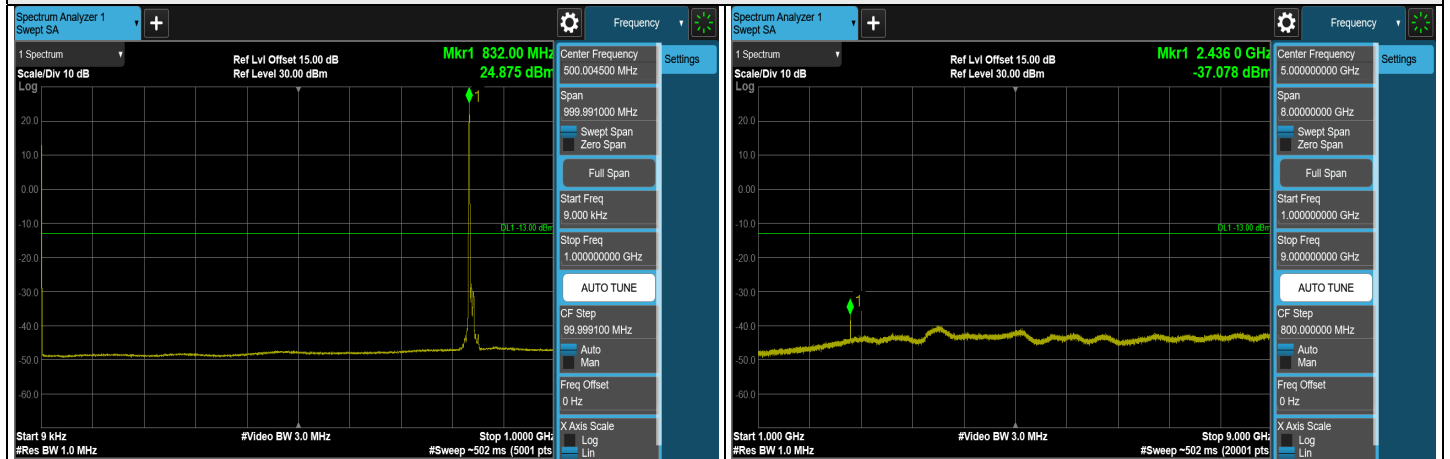 Spectrum Analyzer 1
Swept SA
+
Frequency
1 Spectrum
Scale/Div 10 dB
Log
Ref Lvl Offset 15.00 dB
Ref Level 30.00 dBm
Mkr1 832.00 MHz
24.875 dBm
1
20.0
10.0
0.00
-10.0
-20.0
-30.0
-40.0
-50.0
-60.0
DL1 -13.00 dBm
Start 9 kHz
#Res BW 1.0 MHz
#Video BW 3.0 MHz
Stop 1.0000 GHz
#Sweep ~502 ms (5001 pts
Center Frequency
500.004500 MHz
Span
999.991000 MHz
Swept Span
Zero Span
Full Span
Start Freq
9.000 kHz
Stop Freq
1.000000000 GHz
AUTO TUNE
CF Step
99.999100 MHz
Auto
Man
Freq Offset
0 Hz
X Axis Scale
Log
Lin
Settings
Spectrum Analyzer 1
Swept SA
+
Frequency
1 Spectrum
Scale/Div 10 dB
Log
Ref Lvl Offset 15.00 dB
Ref Level 30.00 dBm
Mkr1 2.436 0 GHz
-37.078 dBm
1
20.0
10.0
0.00
-10.0
-20.0
-30.0
-40.0
-50.0
-60.0
DL1 -13.00 dBm
Start 1.000 GHz
#Res BW 1.0 MHz
#Video BW 3.0 MHz
Stop 9.000 GHz
#Sweep ~502 ms (20001 pts
Center Frequency
5.000000000 GHz
Span
8.00000000 GHz
Swept Span
Zero Span
Full Span
Start Freq
1.000000000 GHz
Stop Freq
9.000000000 GHz
AUTO TUNE
CF Step
800.000000 MHz
Auto
Man
Freq Offset
0 Hz
X Axis Scale
Log
Lin
Settings